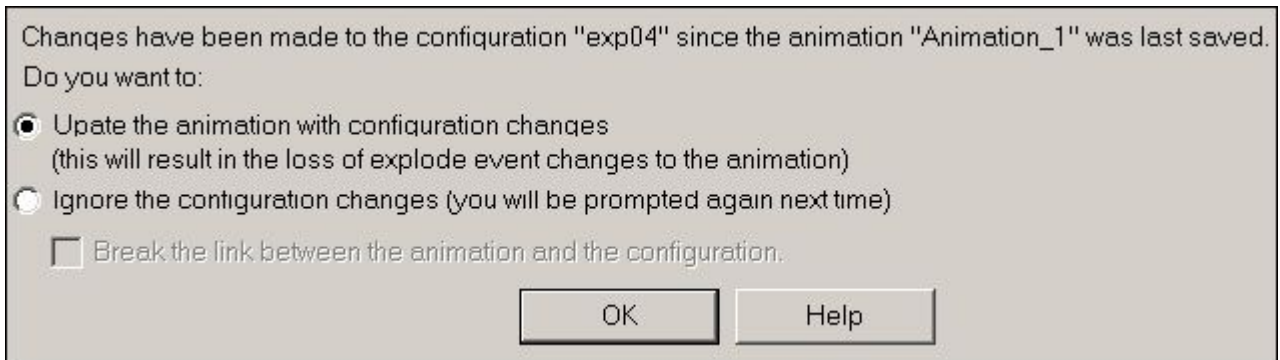 Changes have been made to the configuration "exp04" since the animation "Animation_1" was last saved.
Do you want to:
Upate the animation with configuration changes
(this will result in the loss of explode event changes to the animation)
Ignore the configuration changes (you will be prompted again next time)
Break the link between the animation and the configuration.
OK Help